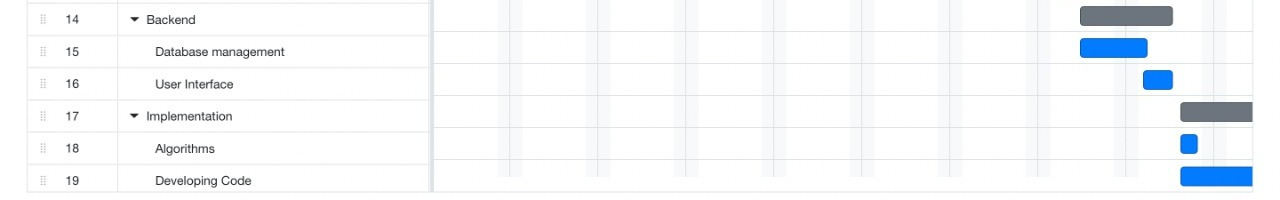 14 Backend
15 Database management
16 User Interface
17 Implementation
18 Algorithms
19 Developing Code